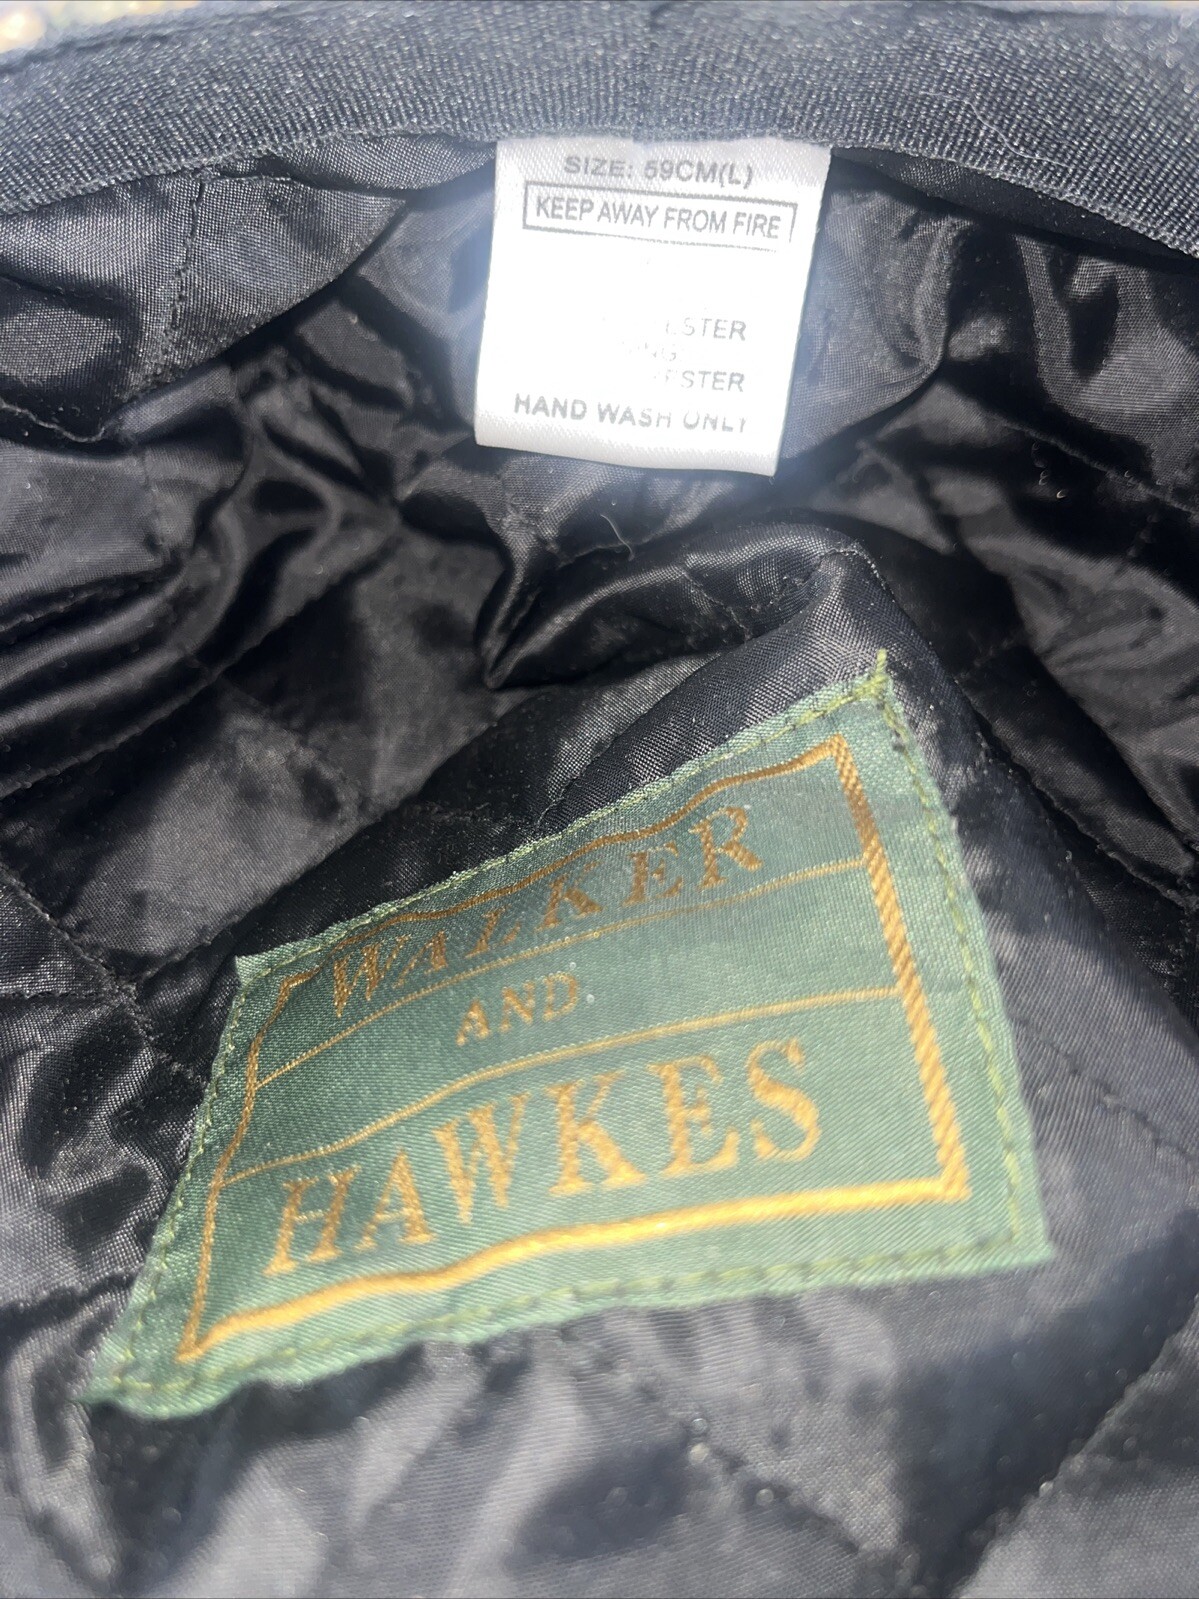 SIZE: 59CM(L)
KEEP AWAY FROM FIRE
HAND WASH ONLY
WALKER
AND
HAWKES